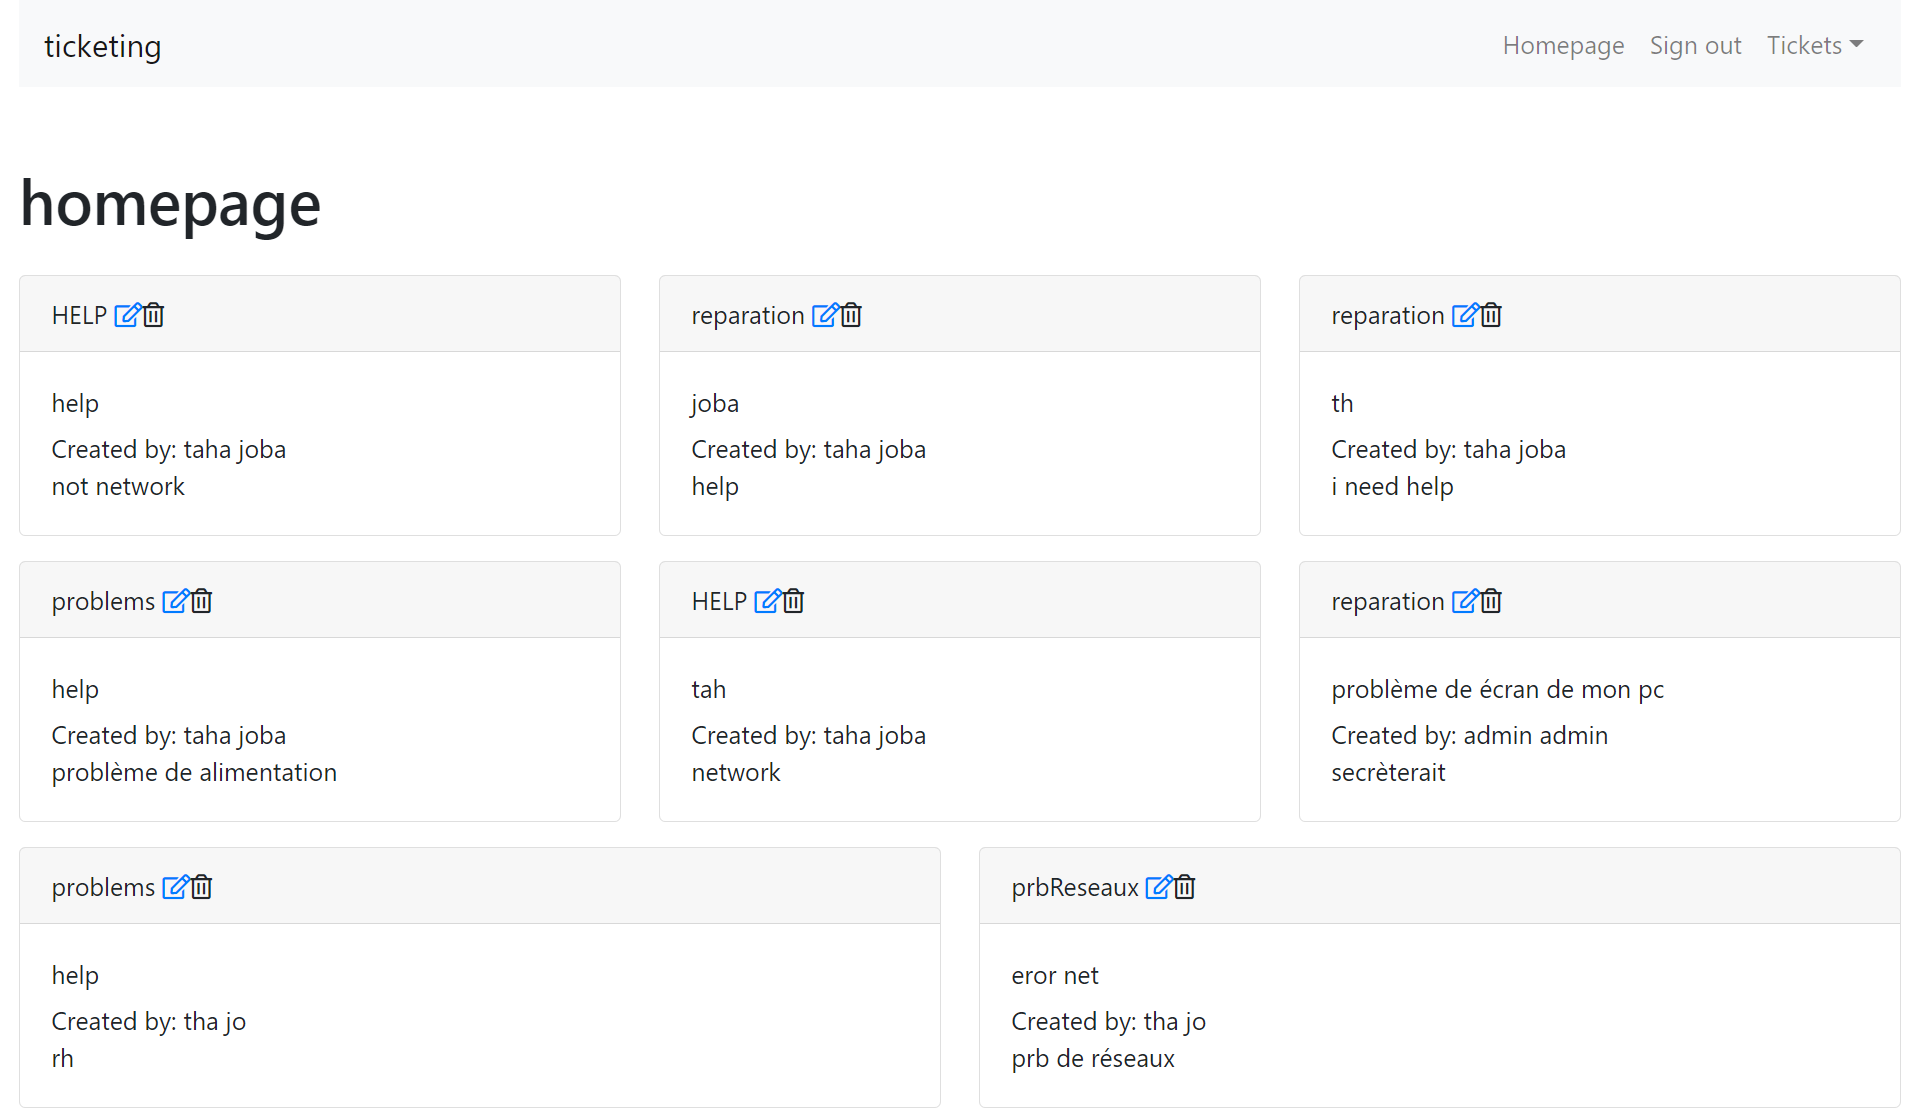 ticketing
Homepage Sign out Tickets
homepage
HELP
help
Created by: taha joba
not network
reparation
joba
Created by: taha joba
help
reparation
th
Created by: taha joba
i need help
problems
help
Created by: taha joba
problème de alimentation
HELP
tah
Created by: taha joba
network
reparation
problème de écran de mon pc
Created by: admin admin
secrèterait
problems
help
Created by: tha jo
rh
prbReseaux
eror net
Created by: tha jo
prb de réseaux